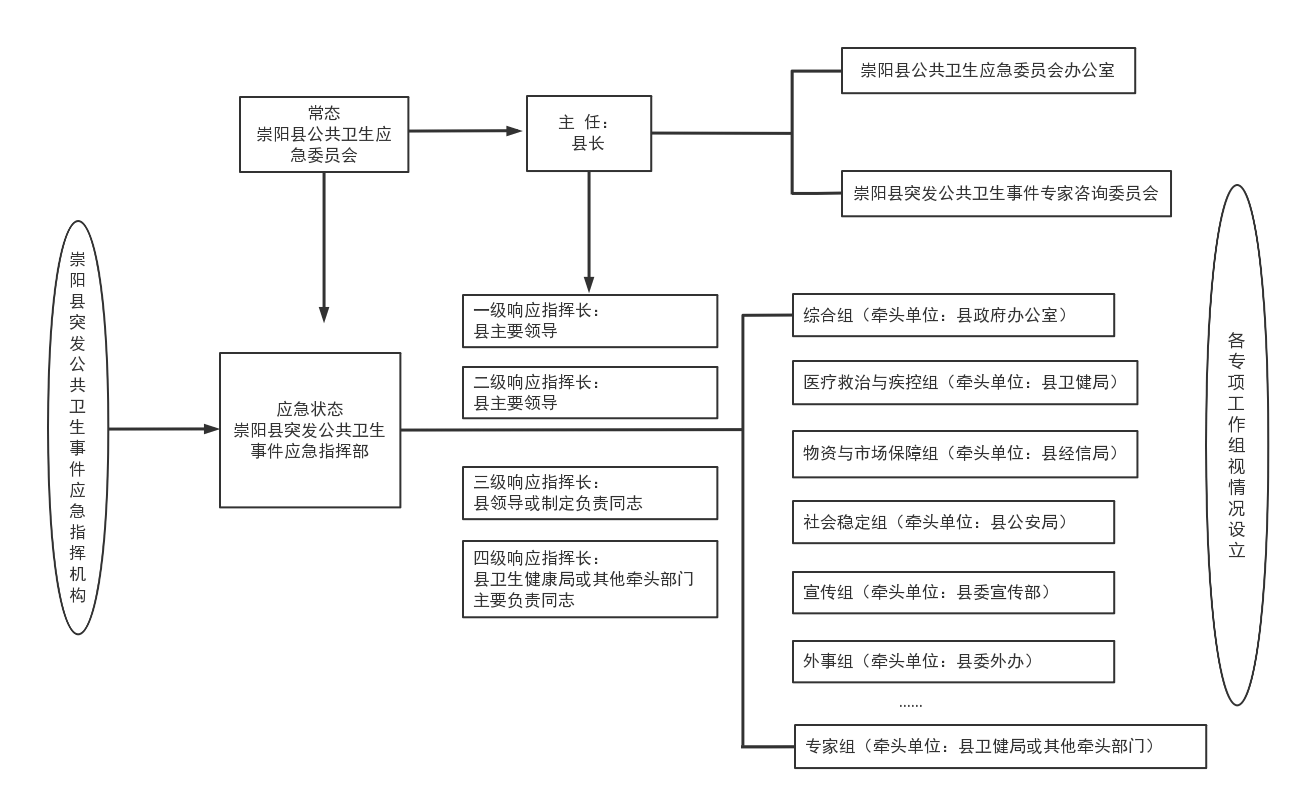 崇阳县突发公共卫生事件应急指挥机构
常态
崇阳县公共卫生应
急委员会
主 任：
县长
崇阳县公共卫生应急委员会办公室
崇阳县突发公共卫生事件专家咨询委员会
应急状态
崇阳县突发公共卫生
事件应急指挥部
一级响应指挥长：
县主要领导
二级响应指挥长：
县主要领导
三级响应指挥长：
县领导或制定负责同志
四级响应指挥长：
县卫生健康局或其他牵头部门
主要负责同志
综合组（牵头单位：县政府办公室）
医疗救治与疾控组（牵头单位：县卫健局）
物资与市场保障组（牵头单位：县经信局）
社会稳定组（牵头单位：县公安局）
宣传组（牵头单位：县委宣传部）
外事组（牵头单位：县委外办）
......
专家组（牵头单位：县卫健局或其他牵头部门）
各专项工作组视情况设立